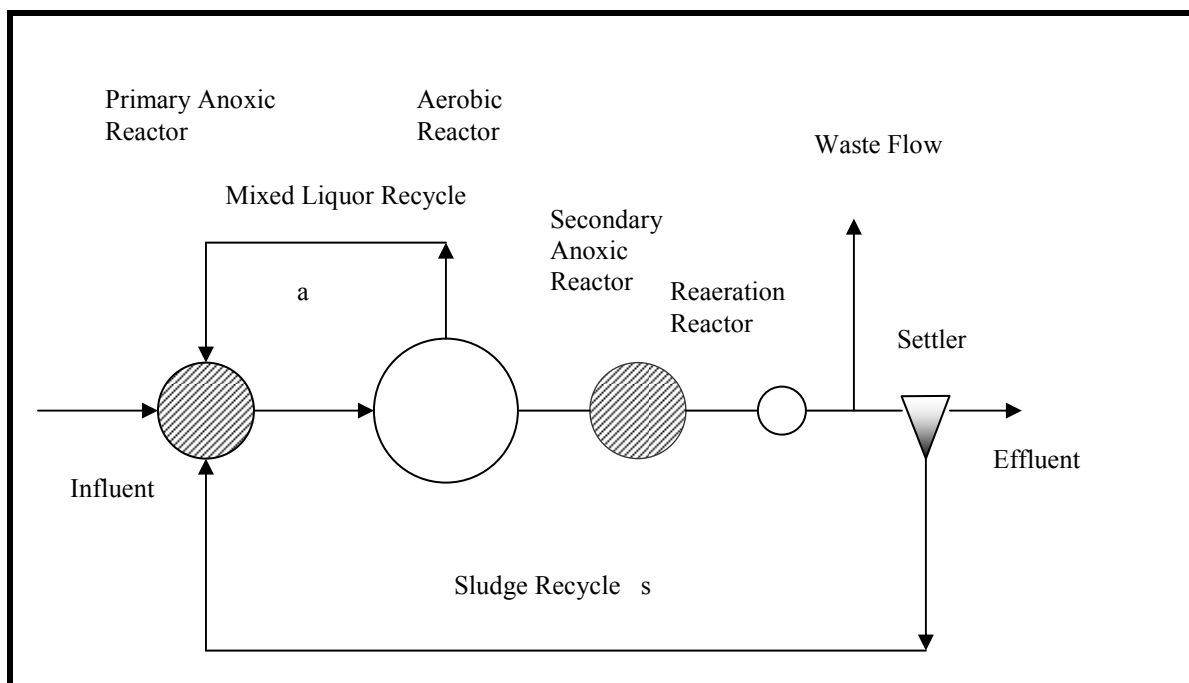 Primary Anoxic
Reactor
Aerobic
Reactor
Waste Flow
Mixed Liquor Recycle
Secondary
Anoxic
Reactor
a
Reaeration
Reactor
Settler
Influent
Effluent
Sludge Recycle s